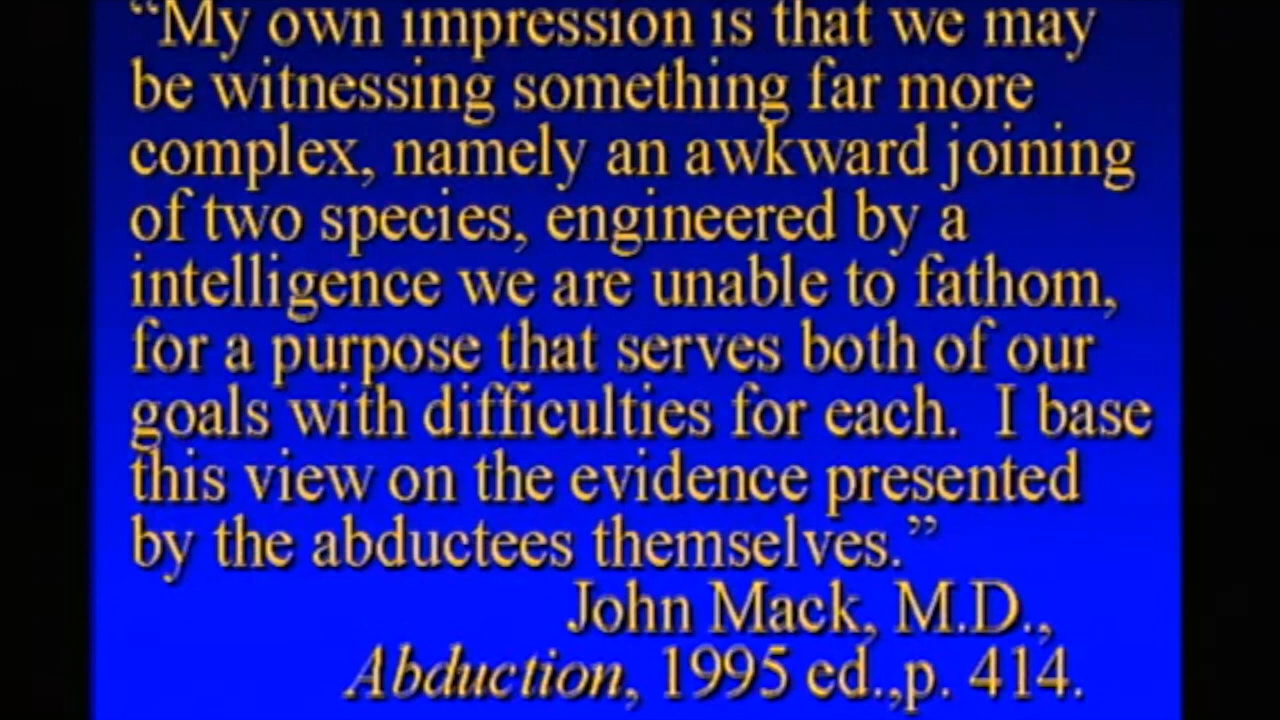 “My own impression is that we may
be witnessing something far more
complex, namely an awkward joining
of two species, engineered by a
intelligence we are unable to fathom,
for a purpose that serves both of our
goals with difficulties for each.  I base
this view on the evidence presented
by the abductees themselves.”
John Mack, M.D.,
Abduction, 1995 ed.,p. 414.